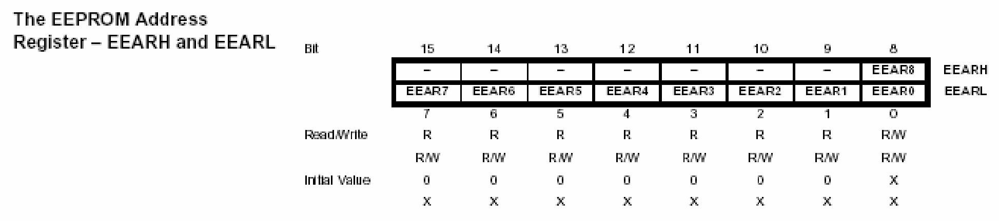 The EEPROM Address
Register – EEARH and EEARL
Bit 15 14 13 12 11 10 9 8
– – – – – – – EEAR8 EEARH
EEAR7 EEAR6 EEAR5 EEAR4 EEAR3 EEAR2 EEAR1 EEAR0 EEARL
7 6 5 4 3 2 1 0
Read/Write R R R R R R R R/W
R/W R/W R/W R/W R/W R/W R/W R/W
Initial Value 0 0 0 0 0 0 0 X
X X X X X X X X